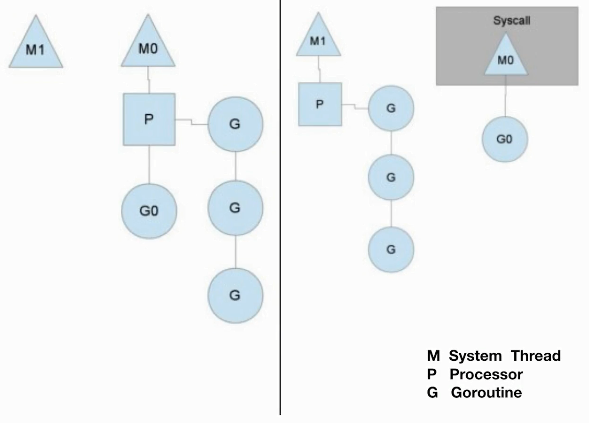 M1
M0
P
G
G0
G
G
M1
P
G
G
G
Syscall
M0
G0
M System Thread
P Processor
G Goroutine